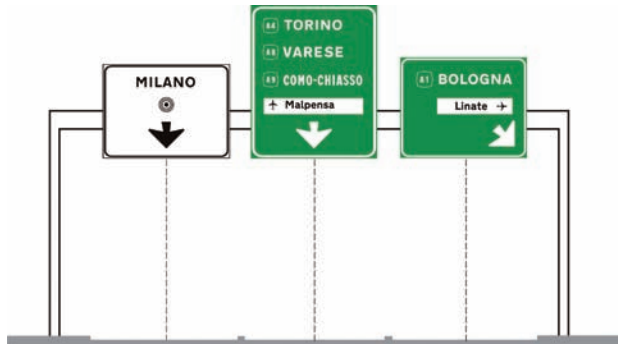 MILANO
A4 TORINO
A8 VARESE
A9 COMO-CHIASSO
Malpensa
A1 BOLOGNA
Linate